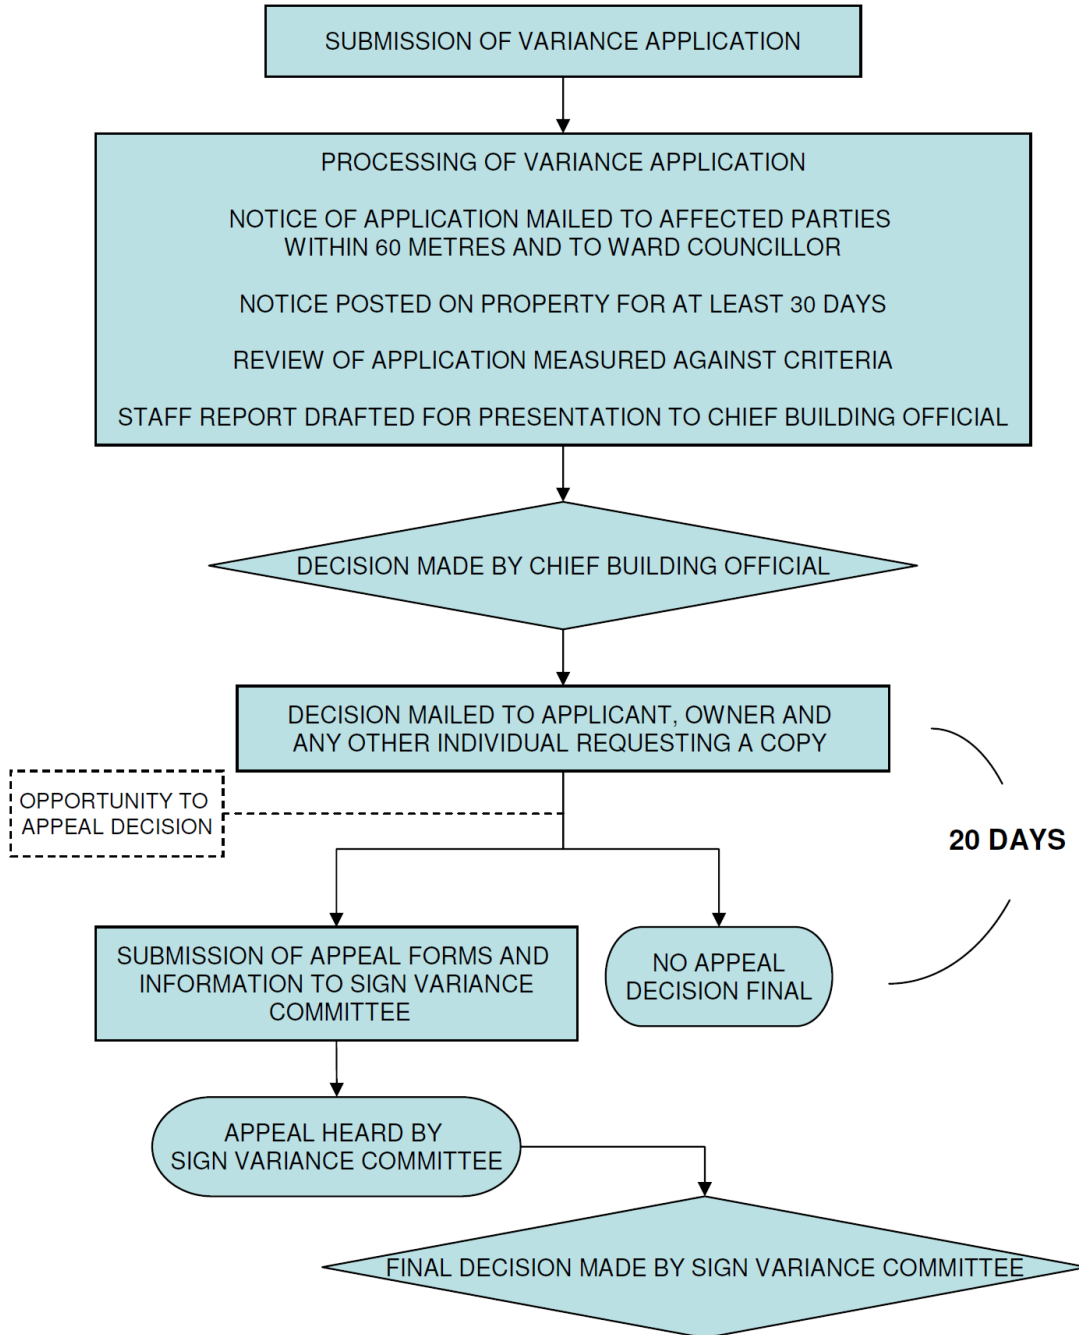 SUBMISSION OF VARIANCE APPLICATION
PROCESSING OF VARIANCE APPLICATION
NOTICE OF APPLICATION MAILED TO AFFECTED PARTIES
WITHIN 60 METRES AND TO WARD COUNCILLOR
NOTICE POSTED ON PROPERTY FOR AT LEAST 30 DAYS
REVIEW OF APPLICATION MEASURED AGAINST CRITERIA
STAFF REPORT DRAFTED FOR PRESENTATION TO CHIEF BUILDING OFFICIAL
DECISION MADE BY CHIEF BUILDING OFFICIAL
DECISION MAILED TO APPLICANT, OWNER AND
ANY OTHER INDIVIDUAL REQUESTING A COPY
OPPORTUNITY TO
APPEAL DECISION
20 DAYS
SUBMISSION OF APPEAL FORMS AND
INFORMATION TO SIGN VARIANCE
COMMITTEE
NO APPEAL
DECISION FINAL
APPEAL HEARD BY
SIGN VARIANCE COMMITTEE
FINAL DECISION MADE BY SIGN VARIANCE COMMITTEE